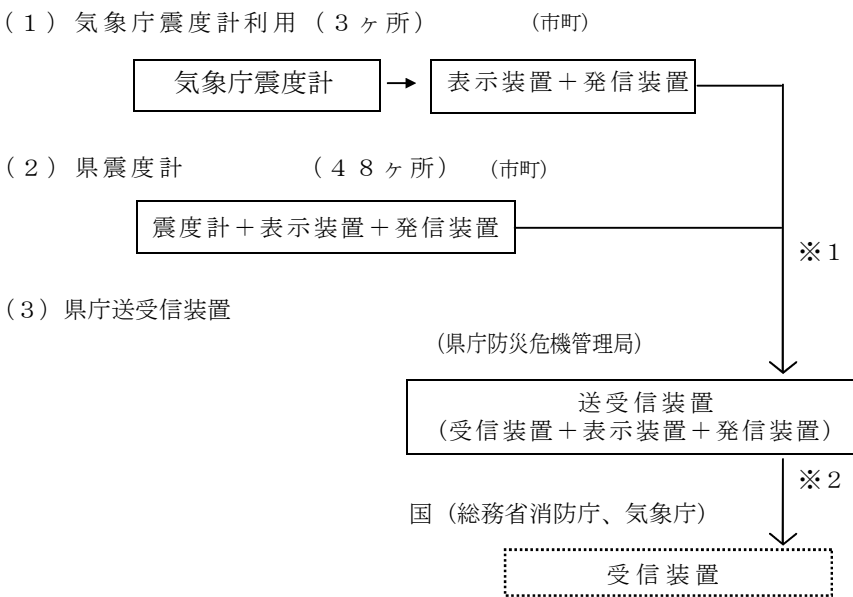 （１）気象庁震度計利用（３ヶ所） （市町）
気象庁震度計 表示装置＋発信装置
（２）県震度計 （４８ヶ所） （市町）
震度計＋表示装置＋発信装置
※１
（３）県庁送受信装置
（県庁防災危機管理局）
送受信装置
（受信装置＋表示装置＋発信装置）
※２
国（総務省消防庁、気象庁）
受信装置